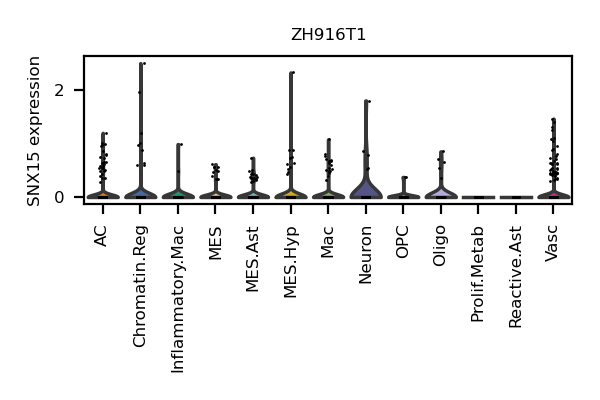 ZH916T1
SNX15 expression
2
0
AC
Chromatin.Reg
Inflammatory.Mac
MES
MES.Ast
MES.Hyp
Mac
Neuron
OPC
Oligo
Prolif.Metab
Reactive.Ast
Vasc